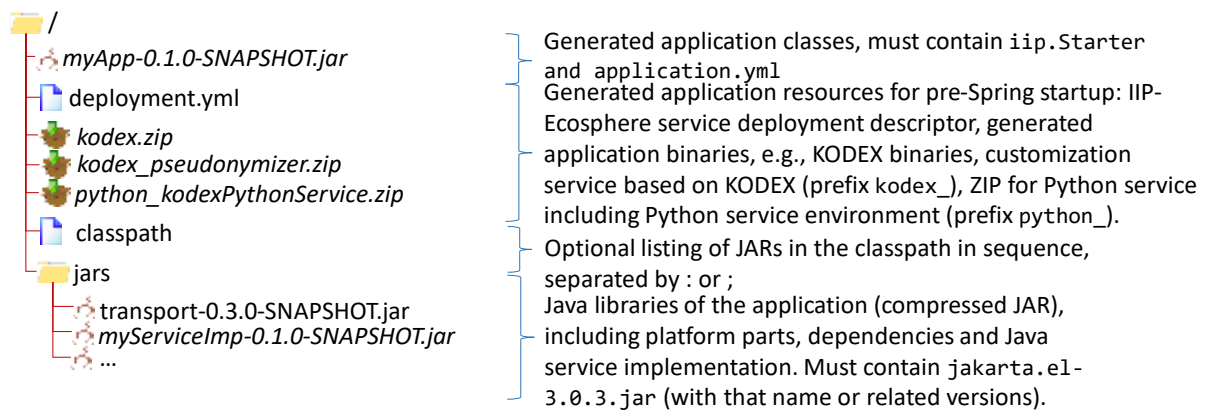 /
myApp-0.1.0-SNAPSHOT.jar
deployment.yml
kodex.zip
kodex_pseudonymizer.zip
python_kodexPythonService.zip
classpath
jars
transport-0.3.0-SNAPSHOT.jar
myServiceImp-0.1.0-SNAPSHOT.jar
...
Generated application classes, must contain iip.Starter
and application.yml
Generated application resources for pre-Spring startup: IIP-
Ecosphere service deployment descriptor, generated
application binaries, e.g., KODEX binaries, customization
service based on KODEX (prefix kodex_), ZIP for Python service
including Python service environment (prefix python_).
Optional listing of JARs in the classpath in sequence,
separated by : or ;
Java libraries of the application (compressed JAR),
including platform parts, dependencies and Java
service implementation. Must contain jakarta.el-
3.0.3.jar (with that name or related versions).